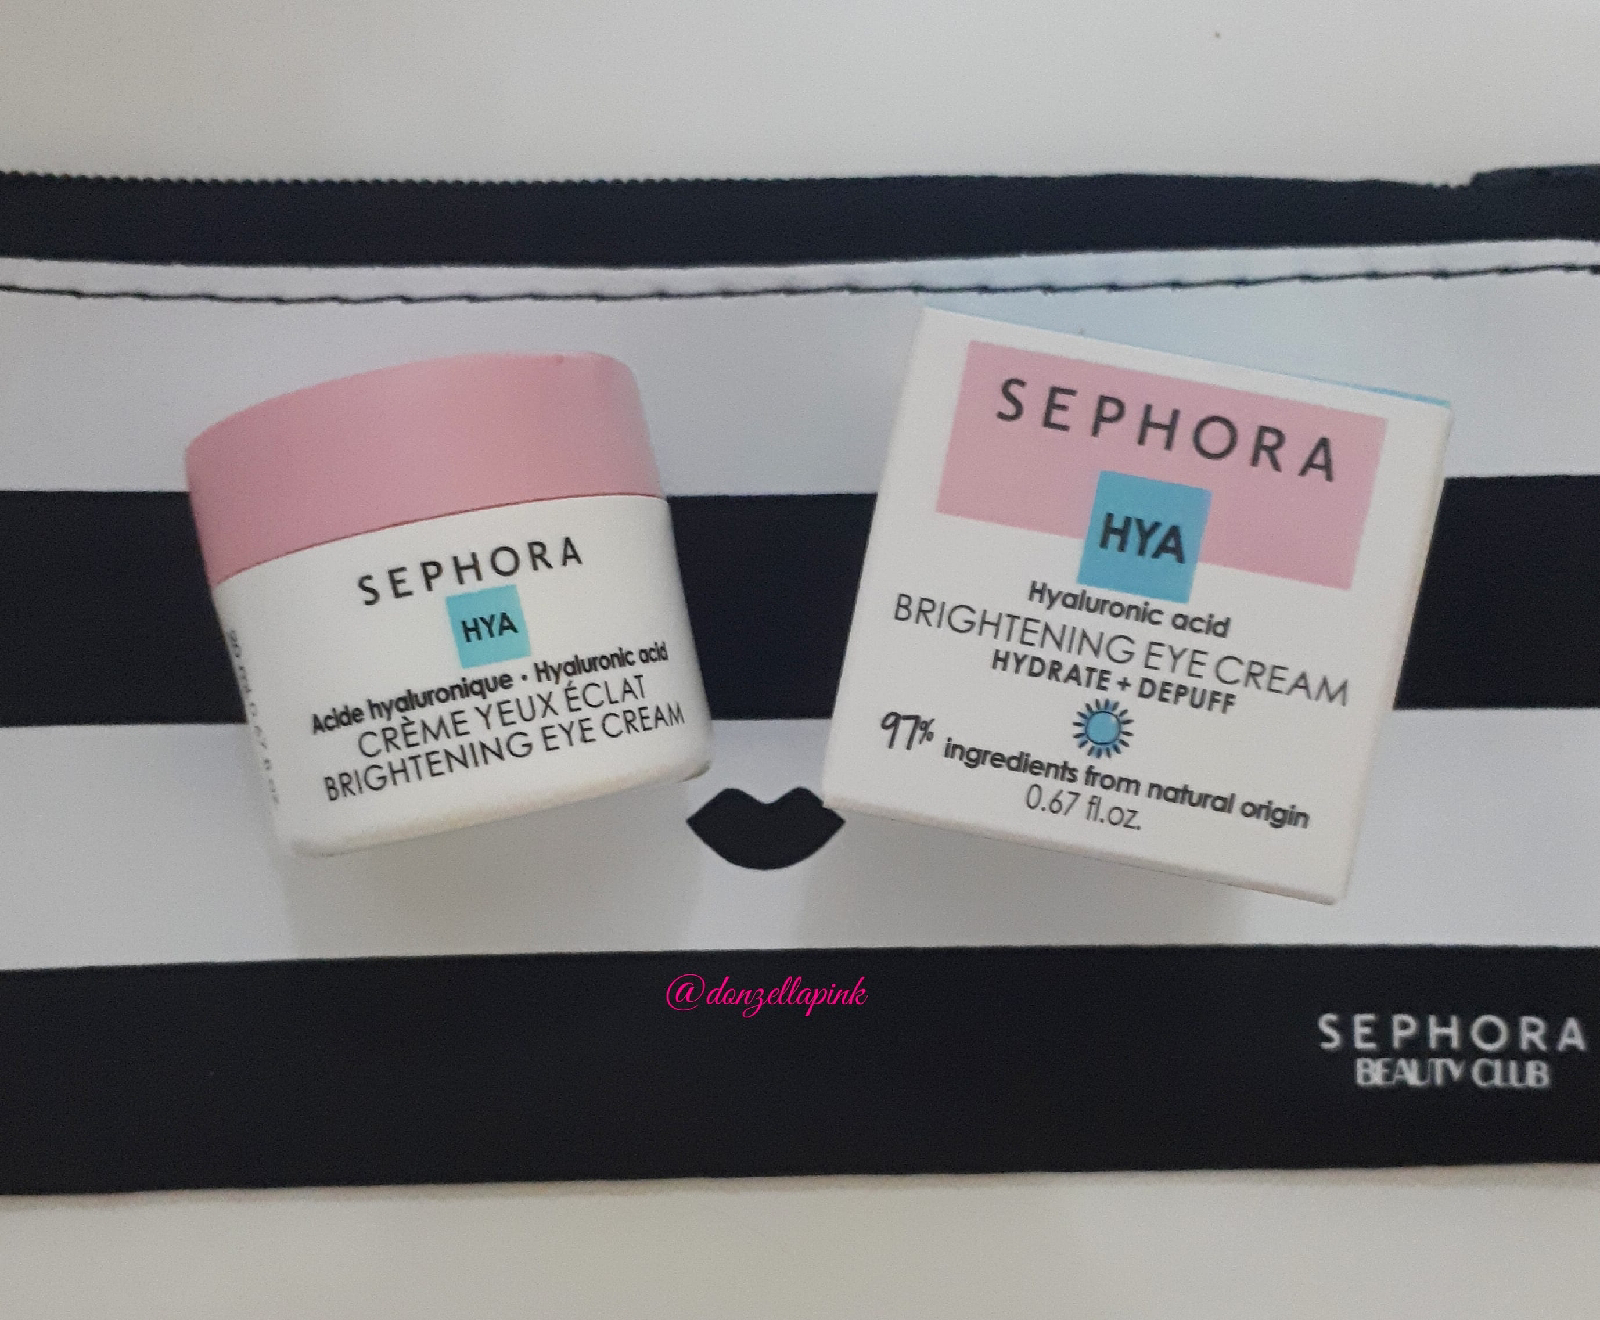 SEPHORA
HYA
Acide hyaluronique • Hyaluronic acid
CRÈME YEUX ÉCLAT
BRIGHTENING EYE CREAM
SEPHORA
HYA
Hyaluronic acid
BRIGHTENING EYE CREAM
HYDRATE + DEPUFF
97% ingredients from natural origin
0.67 fl.oz.
@donzellapink
SEPHORA
BEAUTY CLUB